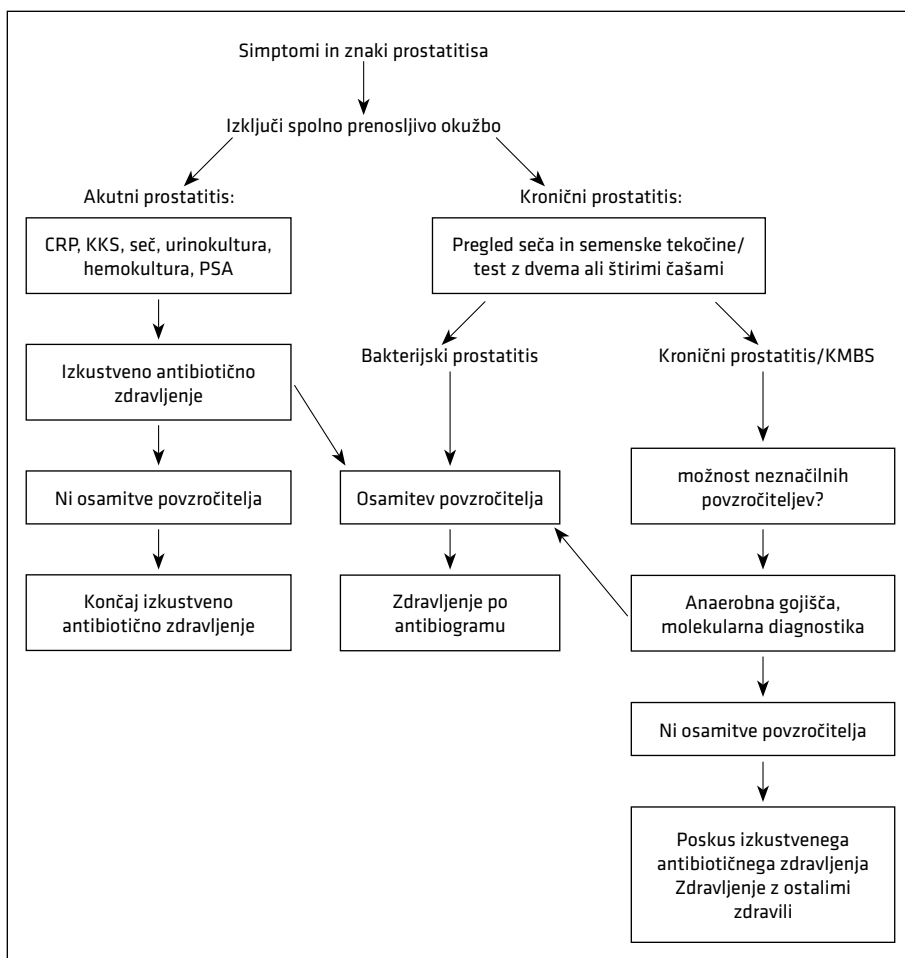 Simptomi in znaki prostatitisa
Izključi spolno prenosljivo okužbo
Akutni prostatitis:
CRP, KKS, seč, urinokultura,
hemokultura, PSA
Izkustveno antibiotično
zdravljenje
Ni osamitve povzročitelja
Končaj izkustveno
antibiotično zdravljenje
Kronični prostatitis:
Pregled seča in semenske tekočine/
test z dvema ali štirimi čašami
Bakterijski prostatitis
Osamitev povzročitelja
Zdravljenje po
antibiogramu
Kronični prostatitis/KMBS
možnost neznačilnih
povzročiteljev?
Anaerobna gojišča,
molekularna diagnostika
Ni osamitve povzročitelja
Poskus izkustvenega
antibiotičnega zdravljenja
Zdravljenje z ostalimi
zdravili